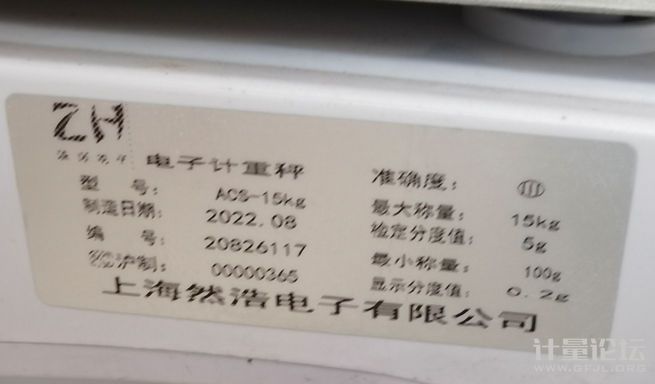 ZH
电子计重秤
型 号： ACS-15kg
制造日期： 2022.08
编 号： 20826117
沪制： 00000365
准确度： Ⅲ
最大称量： 15kg
检定分度值： 5g
最小称量： 100g
显示分度值： 0.2g
上海然浩电子有限公司
计量论坛
WWW.GFJL.ORG